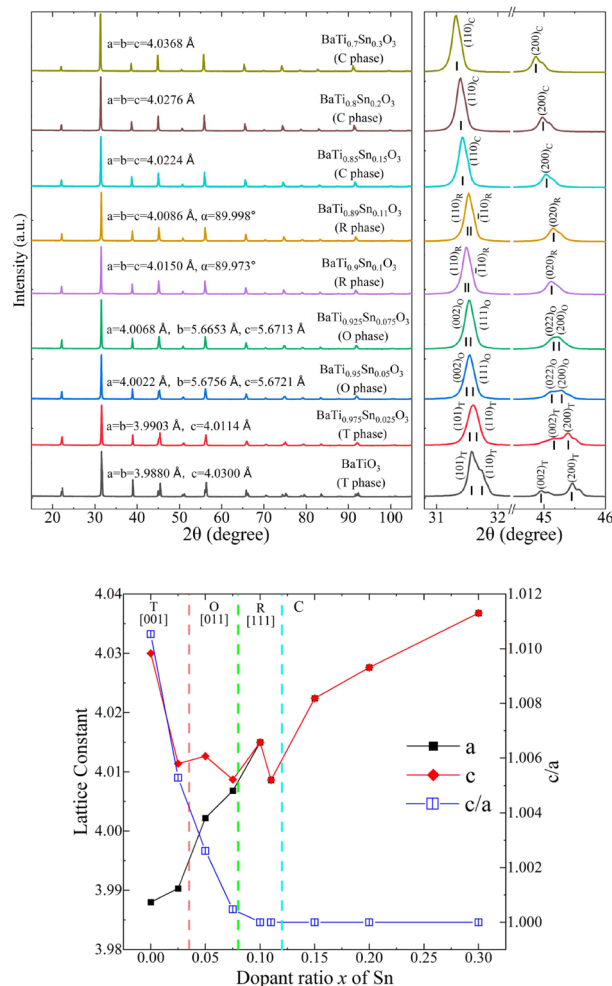 a=b=c=4.0368 Å
BaTi0.7Sn0.3O3
(C phase)
a=b=c=4.0276 Å
BaTi0.8Sn0.2O3
(C phase)
a=b=c=4.0224 Å
BaTi0.85Sn0.15O3
(C phase)
a=b=c=4.0086 Å, α=89.998°
BaTi0.89Sn0.11O3
(R phase)
a=b=c=4.0150 Å, α=89.973°
BaTi0.9Sn0.1O3
(R phase)
a=4.0068 Å, b=5.6653 Å, c=5.6713 Å
BaTi0.925Sn0.075O3
(O phase)
a=4.0022 Å, b=5.6756 Å, c=5.6721 Å
BaTi0.95Sn0.05O3
(O phase)
a=b=3.9903 Å, c=4.0114 Å
BaTi0.975Sn0.025O3
(T phase)
a=b=3.9880 Å, c=4.0300 Å
BaTiO3
(T phase)
Intensity (a.u.)
20 30 40 50 60 70 80 90 100
2θ (degree)
(110)C
(200)C
(110)C
(200)C
(110)C
(200)C
(110)R
(1̄10)R
(020)R
(110)R
(1̄10)R
(020)R
(002)O
(111)O
(022)O
(200)O
(002)O
(111)O
(022)O
(200)O
(101)T
(110)T
(002)T
(200)T
(101)T
(110)T
(002)T
(200)T
31 32 45 46
2θ (degree)
T
[001]
O
[011]
R
[111]
C
4.04
4.03
4.02
4.01
4.00
3.99
3.98
Lattice Constant
1.012
1.010
1.008
1.006
1.004
1.002
1.000
c/a
a
c
c/a
0.00 0.05 0.10 0.15 0.20 0.25 0.30
Dopant ratio x of Sn